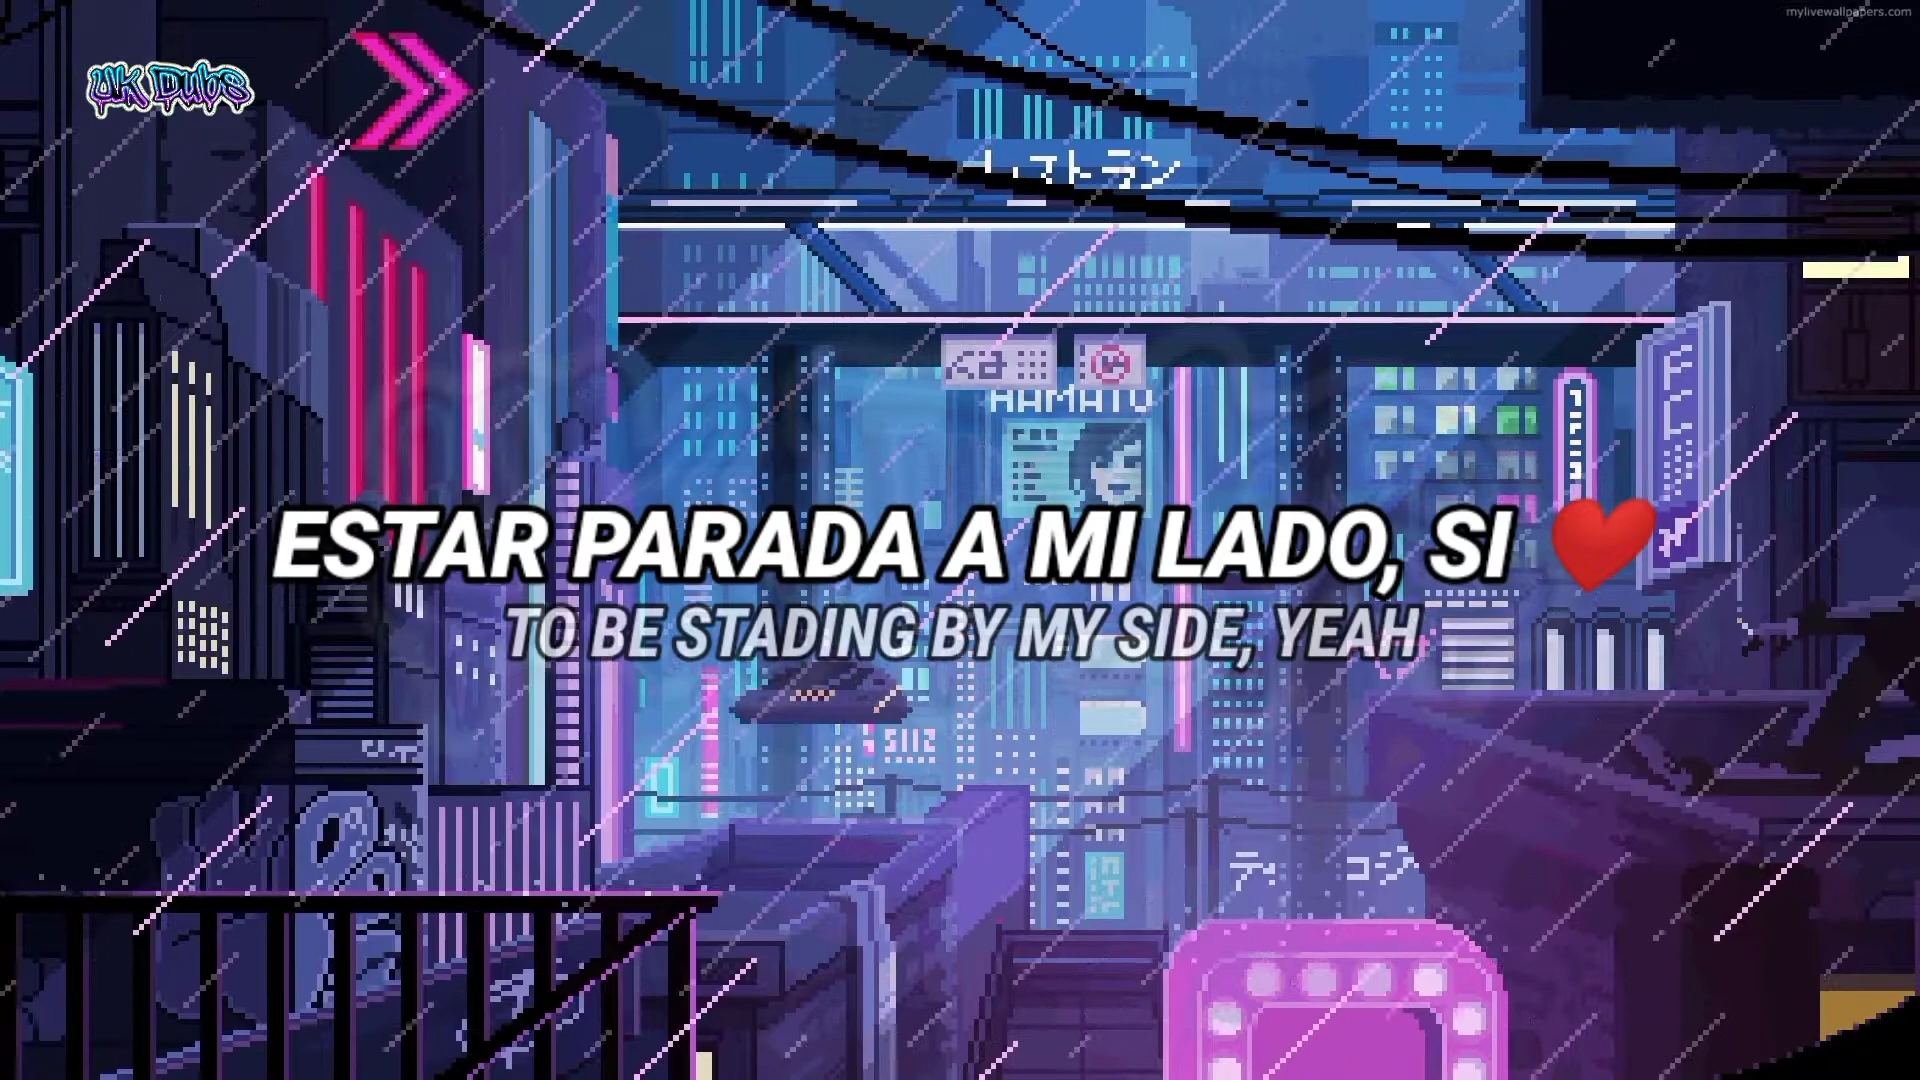 mylivewallpapers.com
UK Dubs
レストラン
ESTAR PARADA A MI LADO, SI ❤️
TO BE STADING BY MY SIDE, YEAH